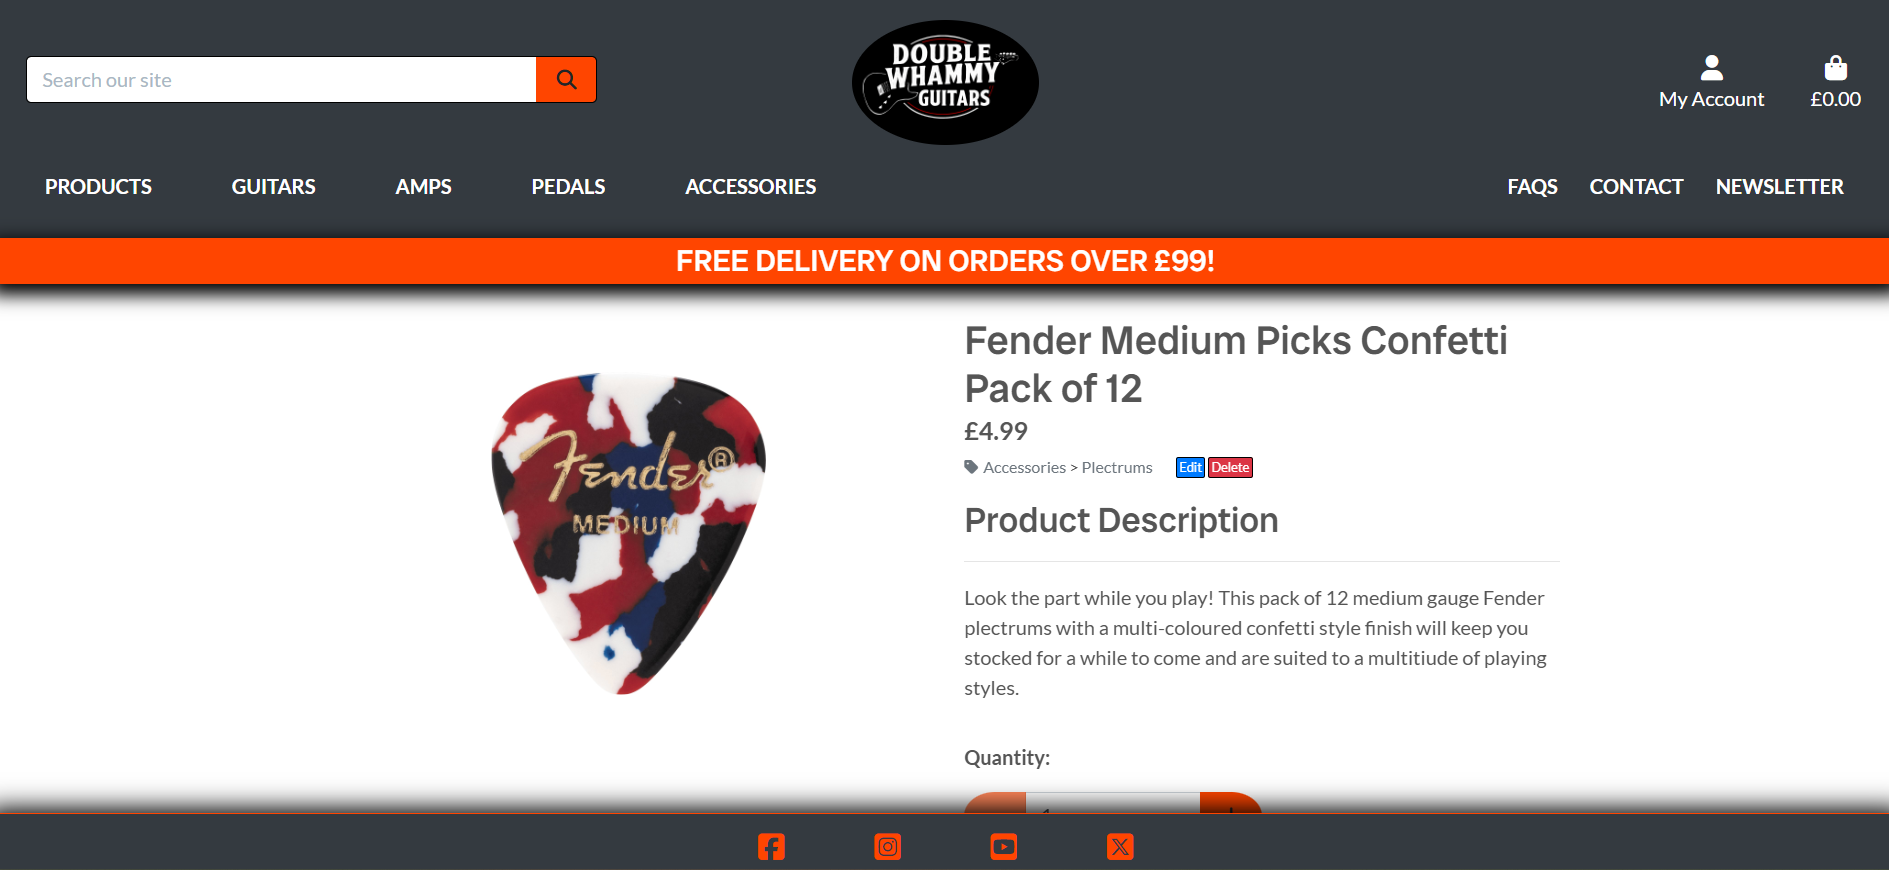 Search our site
DOUBLE
WHAMMY
GUITARS
My Account
£0.00
PRODUCTS
GUITARS
AMPS
PEDALS
ACCESSORIES
FAQS
CONTACT
NEWSLETTER
FREE DELIVERY ON ORDERS OVER £99!
Fender®
MEDIUM
Fender Medium Picks Confetti
Pack of 12
£4.99
Accessories > Plectrums
Edit
Delete
Product Description
Look the part while you play! This pack of 12 medium gauge Fender
plectrums with a multi-coloured confetti style finish will keep you
stocked for a while to come and are suited to a multitiude of playing
styles.
Quantity: